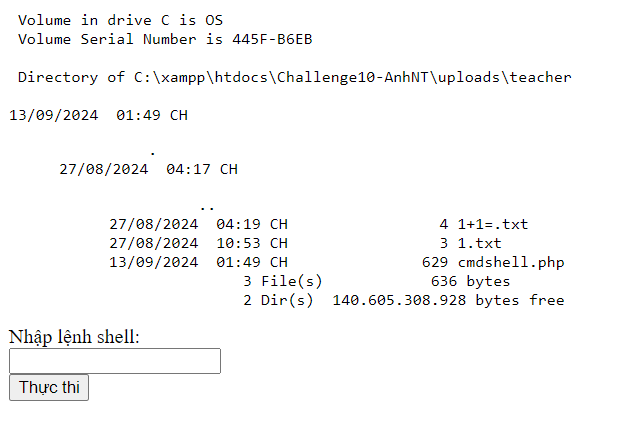 Volume in drive C is OS
Volume Serial Number is 445F-B6EB
Directory of C:\xampp\htdocs\Challenge10-AnhNT\uploads\teacher
13/09/2024  01:49 CH
.
27/08/2024  04:17 CH
..
27/08/2024  04:19 CH                 4 1+1=.txt
27/08/2024  10:53 CH                 3 1.txt
13/09/2024  01:49 CH               629 cmdshell.php
3 File(s)            636 bytes
2 Dir(s)  140.605.308.928 bytes free
Nhập lệnh shell:
Thực thi